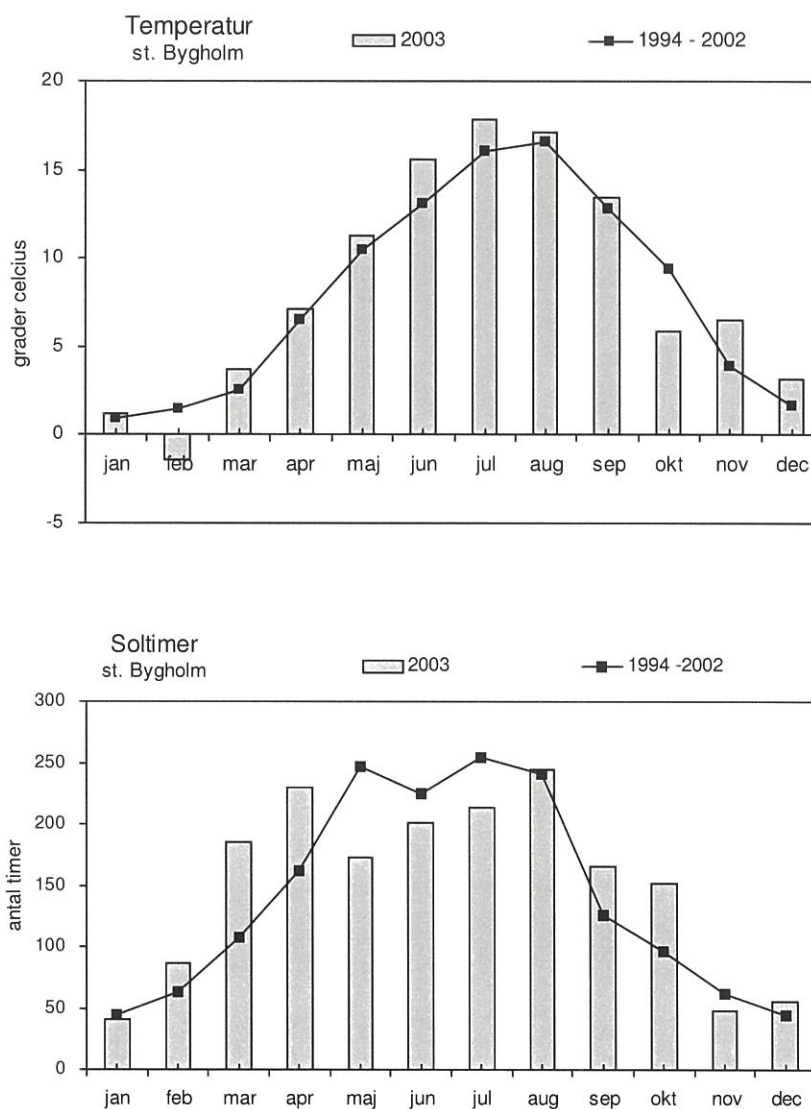 Temperatur
st. Bygholm
2003
1994 - 2002
20
15
10
5
0
-5
grader celcius
jan feb mar apr maj jun jul aug sep okt nov dec
Soltimer
st. Bygholm
2003
1994 -2002
300
250
200
150
100
50
0
antal timer
jan feb mar apr maj jun jul aug sep okt nov dec